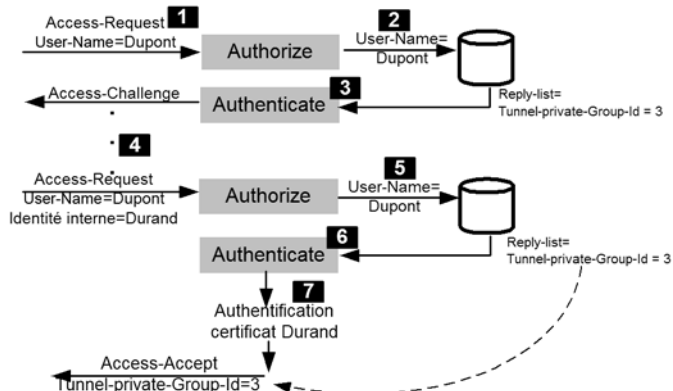 Access-Request 1
User-Name=Dupont
Authorize
2
User-Name=
Dupont
Access-Challenge
Authenticate 3
Reply-list=
Tunnel-private-Group-Id = 3
4
Access-Request
User-Name=Dupont
Identité interne=Durand
Authorize
5
User-Name=
Dupont
Authenticate 6
Reply-list=
Tunnel-private-Group-Id = 3
7
Authentification
certificat Durand
Access-Accept
Tunnel-private-Group-Id=3